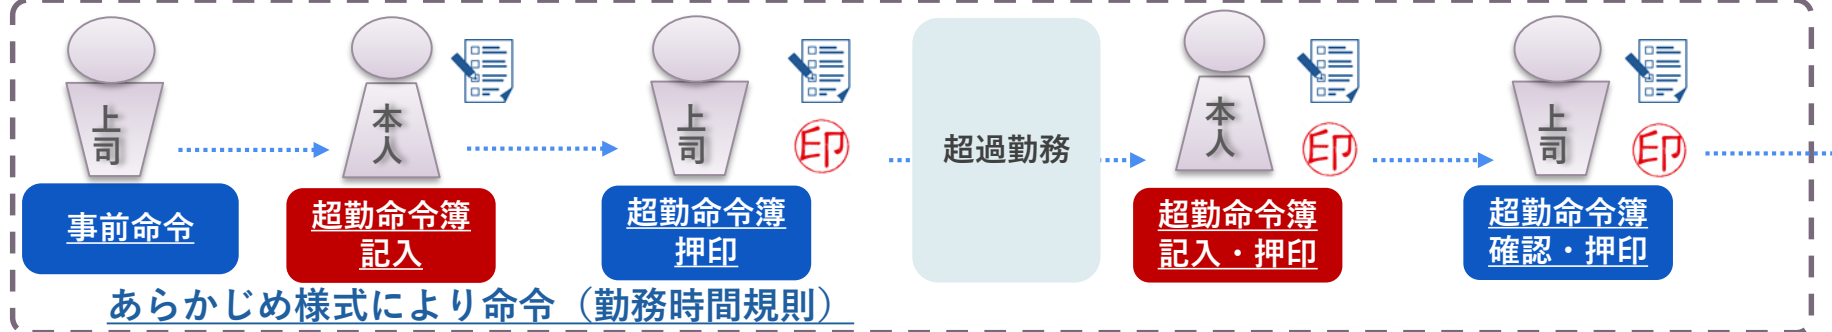 上司
本人
上司
印
超過勤務
本人
印
上司
印
事前命令
超勤命令簿
記入
超勤命令簿
押印
超勤命令簿
記入・押印
超勤命令簿
確認・押印
あらかじめ様式により命令（勤務時間規則）